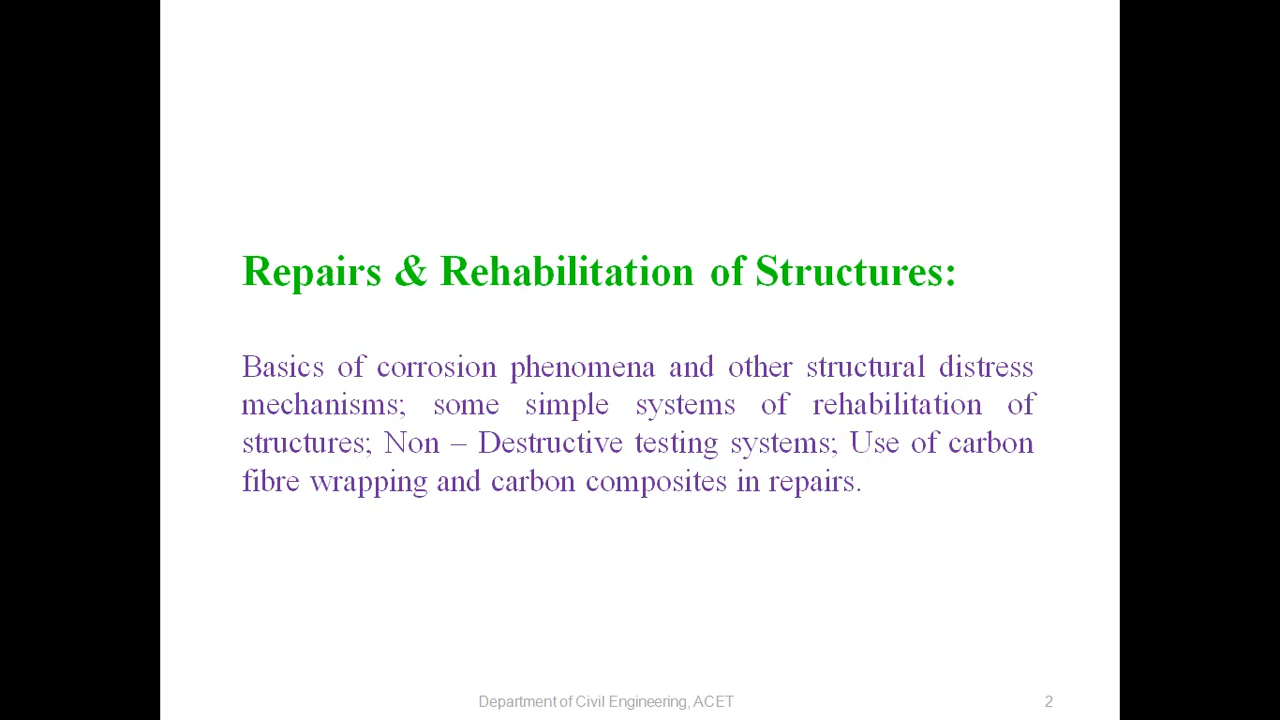 Repairs & Rehabilitation of Structures:
Basics of corrosion phenomena and other structural distress
mechanisms; some simple systems of rehabilitation of
structures; Non – Destructive testing systems; Use of carbon
fibre wrapping and carbon composites in repairs.
Department of Civil Engineering, ACET
2